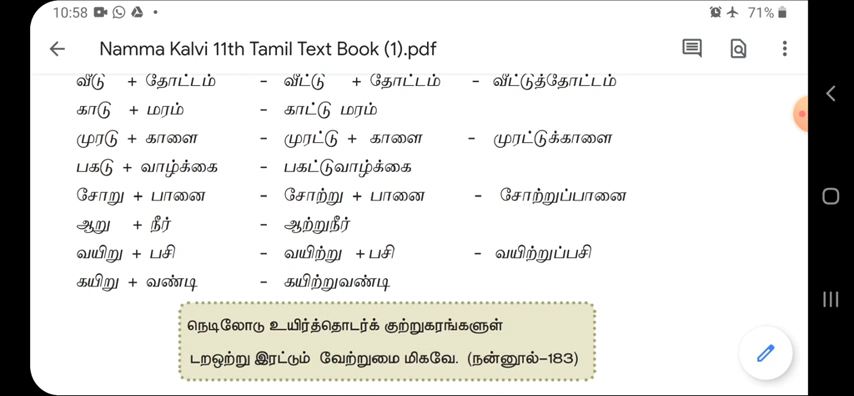 10:58 71%
Namma Kalvi 11th Tamil Text Book (1).pdf
வீடு + தோட்டம் - வீட்டு + தோட்டம் - வீட்டுத்தோட்டம்
காடு + மரம் - காட்டு மரம்
முரடு + காளை - முரட்டு + காளை - முரட்டுக்காளை
பகடு + வாழ்க்கை - பகட்டுவாழ்க்கை
சோறு + பானை - சோற்று + பானை - சோற்றுப்பானை
ஆறு + நீர் - ஆற்றுநீர்
வயிறு + பசி - வயிற்று + பசி - வயிற்றுப்பசி
கயிறு + வண்டி - கயிற்றுவண்டி
நெடிலோடு உயிர்த்தொடர்க் குற்றுகரங்களுள்
டறஒற்று இரட்டும் வேற்றுமை மிகவே. (நன்னூல்-183)